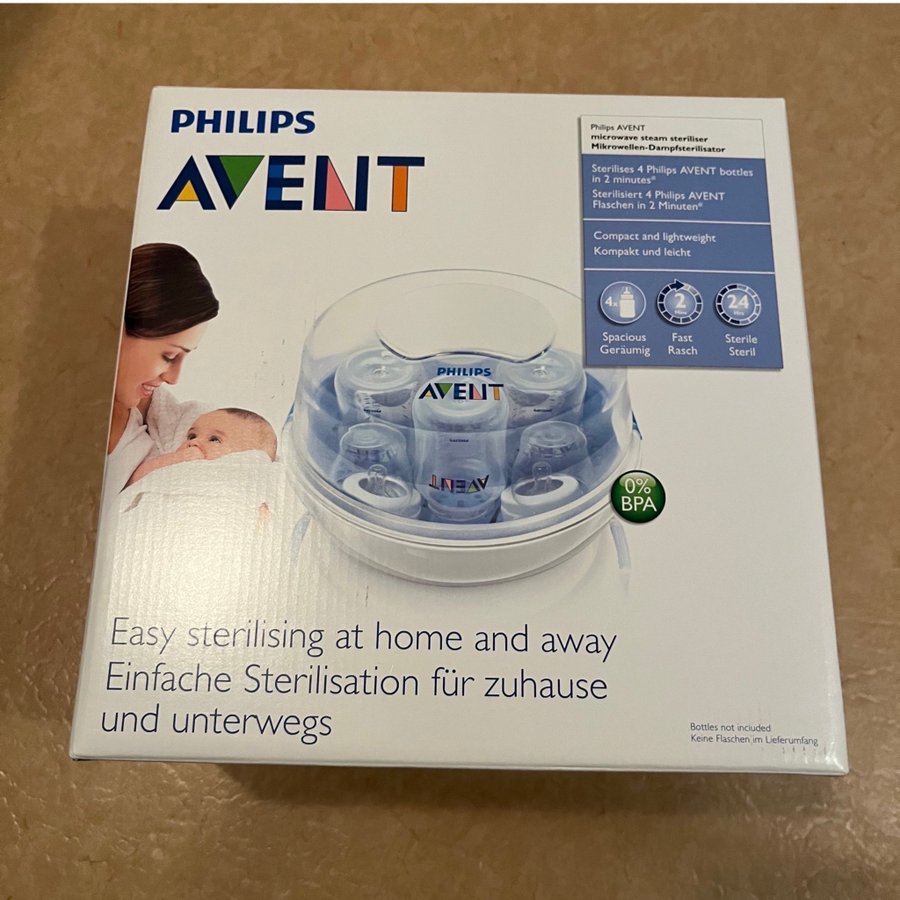 PHILIPS
AVENT
Philips AVENT
microwave steam steriliser
Mikrowellen-Dampfsterilisator
Sterilises 4 Philips AVENT bottles
in 2 minutes*
Sterilisiert 4 Philips AVENT
Flaschen in 2 Minuten*
Compact and lightweight
Kompakt und leicht
4x
2
Mins
24
Hrs
Spacious
Geräumig
Fast
Rasch
Sterile
Steril
PHILIPS
AVENT
AVENT
0%
BPA
Easy sterilising at home and away
Einfache Sterilisation für zuhause
und unterwegs
Bottles not included
Keine Flaschen im Lieferumfang